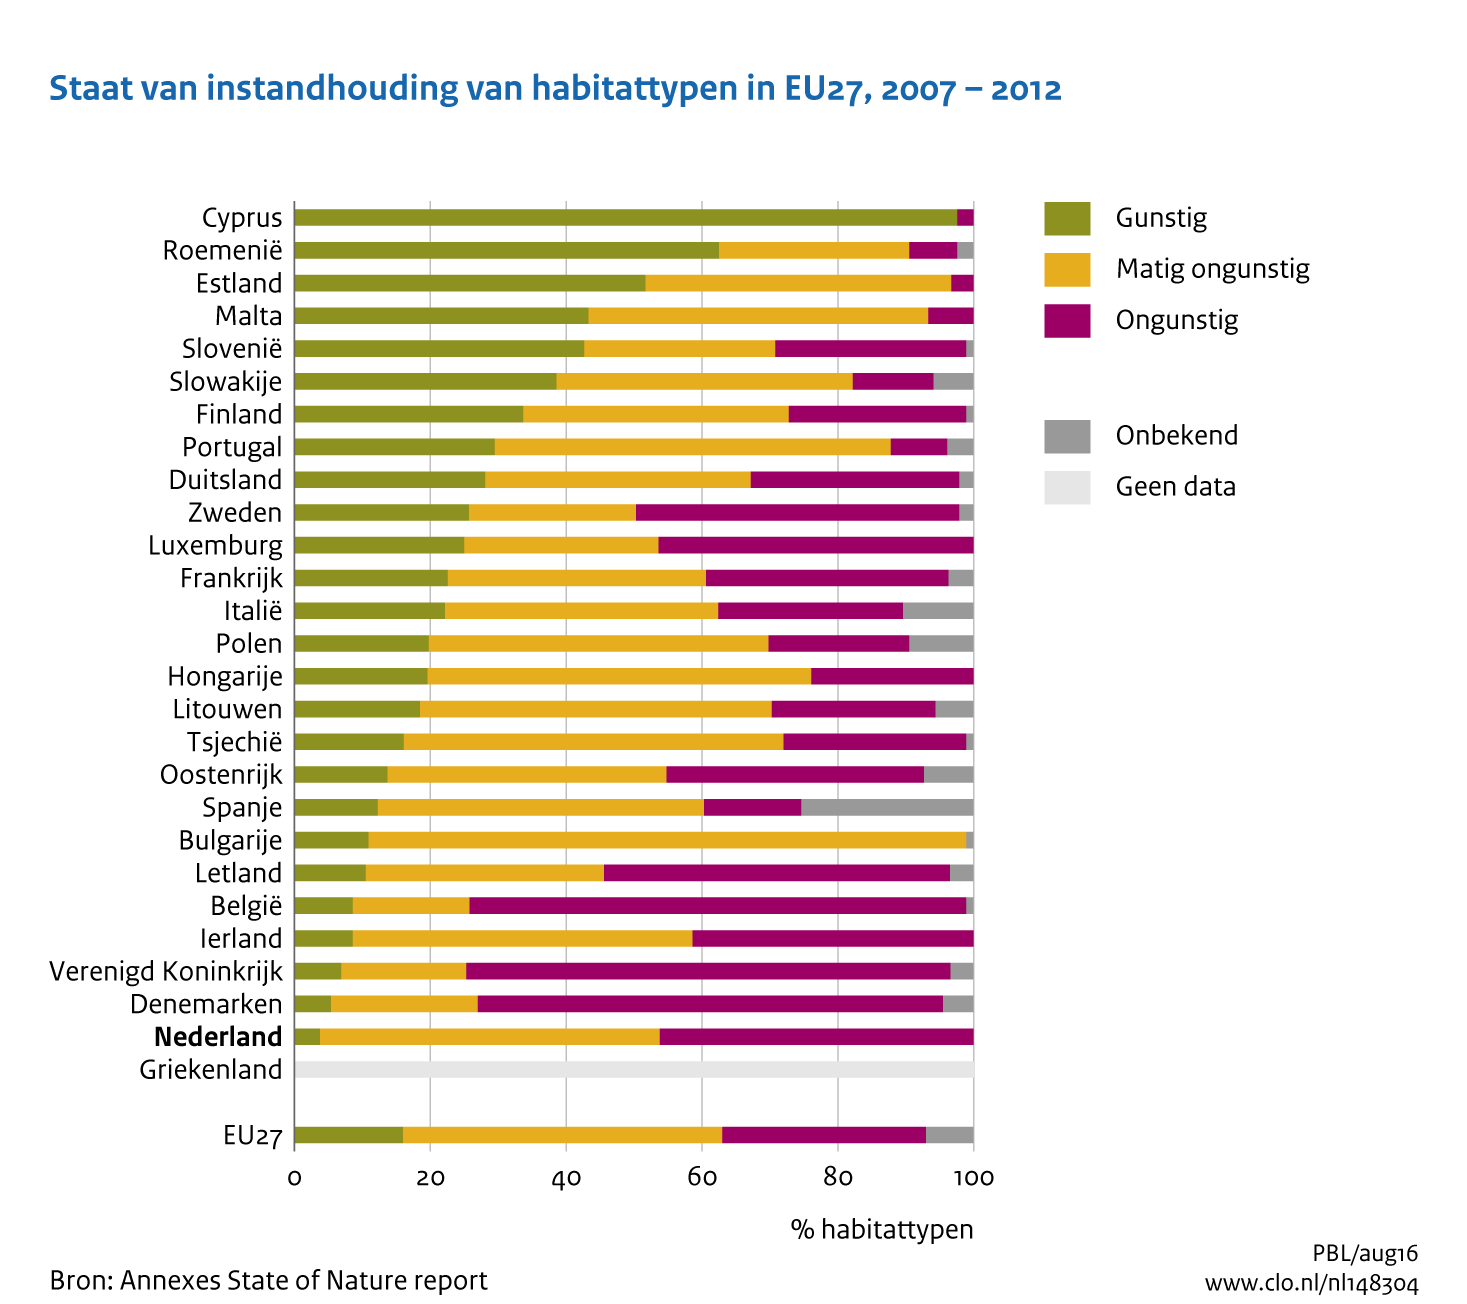 Staat van instandhouding van habitattypen in EU27, 2007 – 2012
Cyprus
Roemenië
Estland
Malta
Slovenië
Slowakije
Finland
Portugal
Duitsland
Zweden
Luxemburg
Frankrijk
Italië
Polen
Hongarije
Litouwen
Tsjechië
Oostenrijk
Spanje
Bulgarije
Letland
België
Ierland
Verenigd Koninkrijk
Denemarken
Nederland
Griekenland
EU27
0 20 40 60 80 100
% habitattypen
Gunstig
Matig ongunstig
Ongunstig
Onbekend
Geen data
Bron: Annexes State of Nature report
PBL/aug16
www.clo.nl/nl148304